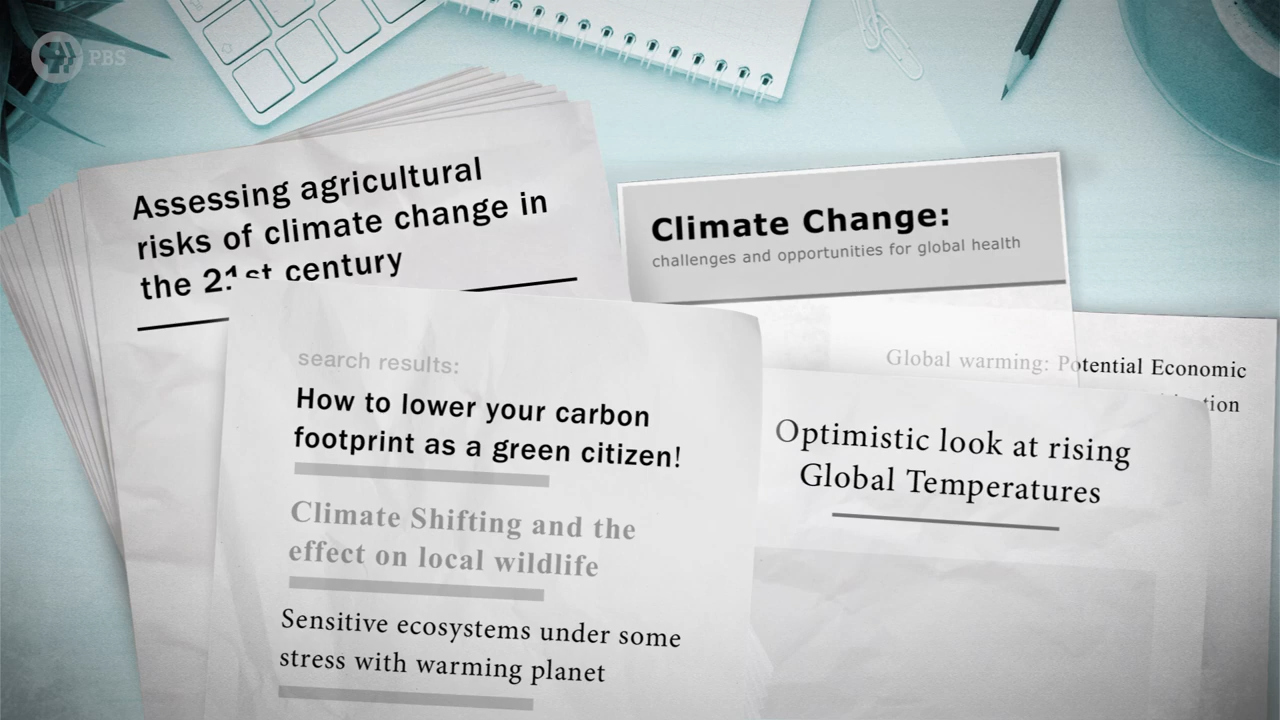 PBS
Assessing agricultural
risks of climate change in
the 21st century
Climate Change:
challenges and opportunities for global health
Global warming: Potential Economic
search results:
How to lower your carbon
footprint as a green citizen!
Climate Shifting and the
effect on local wildlife
Sensitive ecosystems under some
stress with warming planet
Optimistic look at rising
Global Temperatures